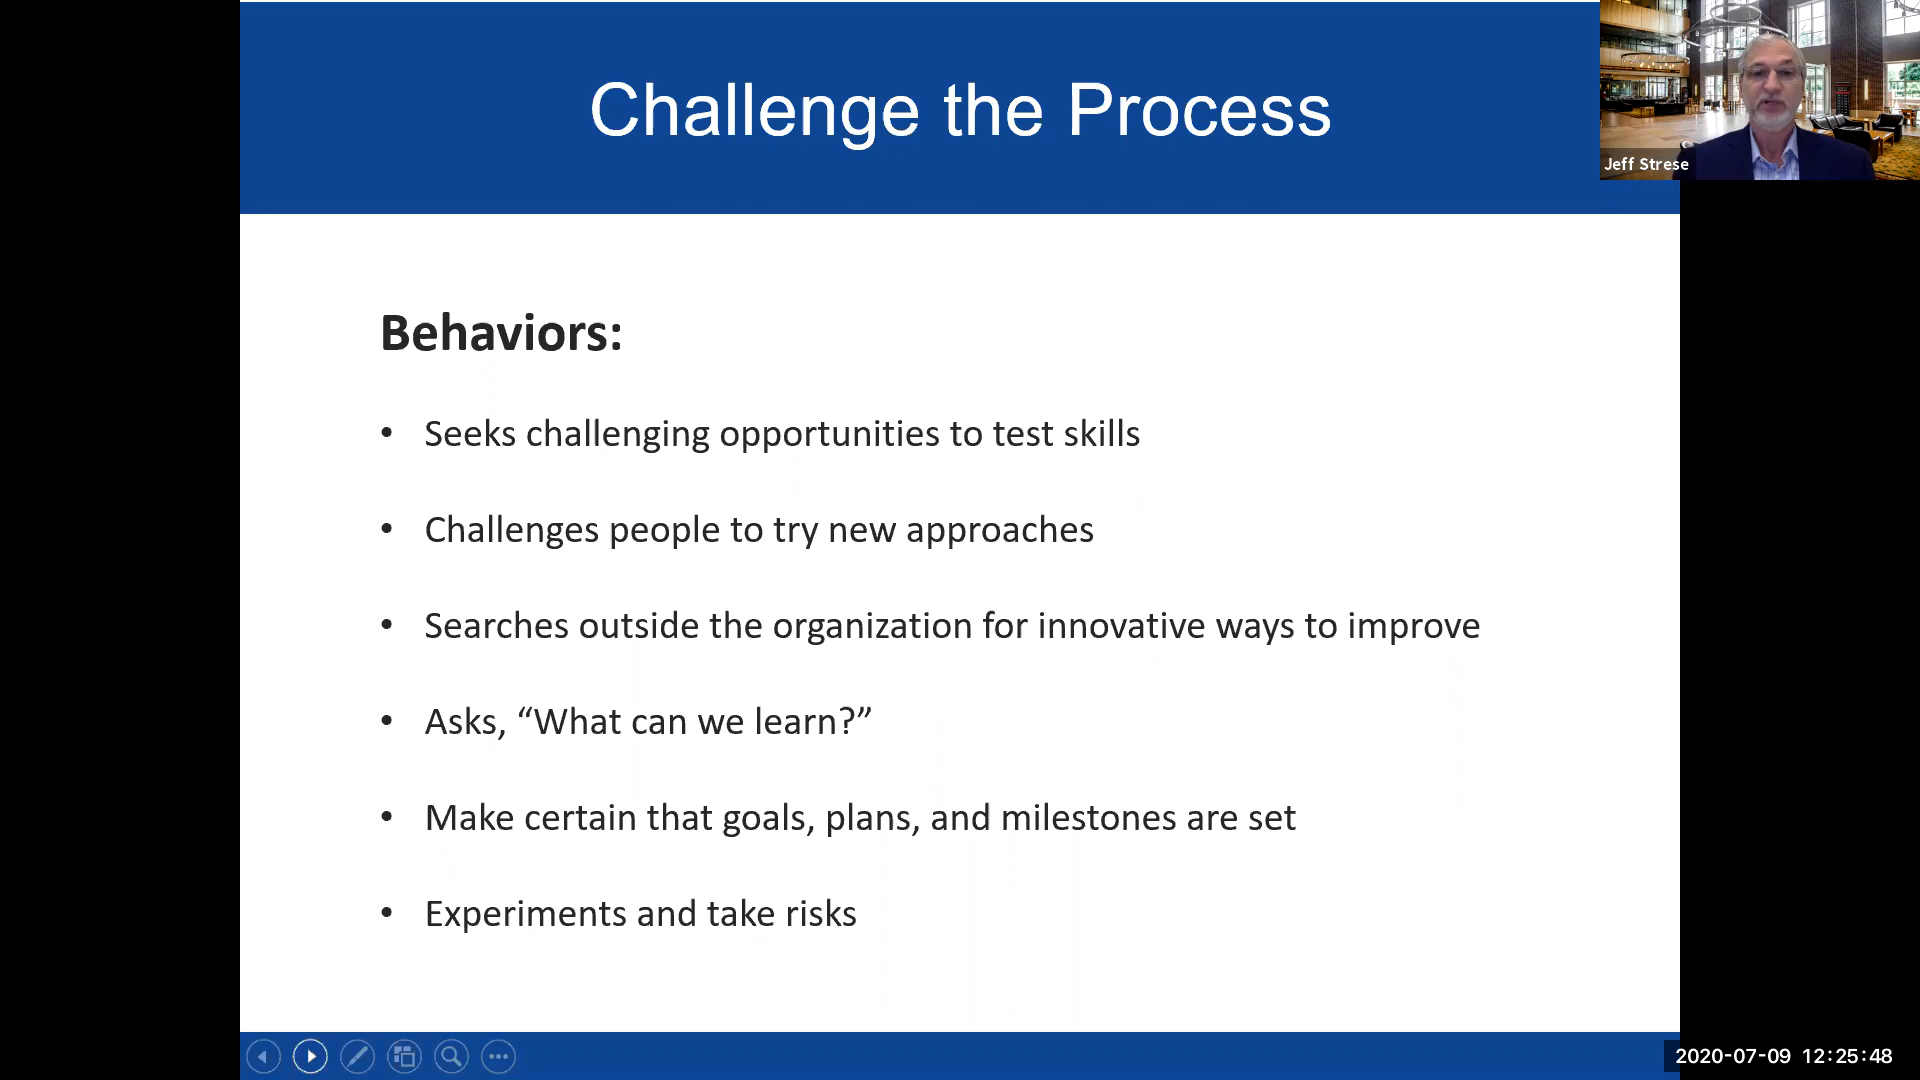 Challenge the Process
Jeff Strese
Behaviors:
• Seeks challenging opportunities to test skills
• Challenges people to try new approaches
• Searches outside the organization for innovative ways to improve
• Asks, “What can we learn?”
• Make certain that goals, plans, and milestones are set
• Experiments and take risks
2020-07-09 12:25:48